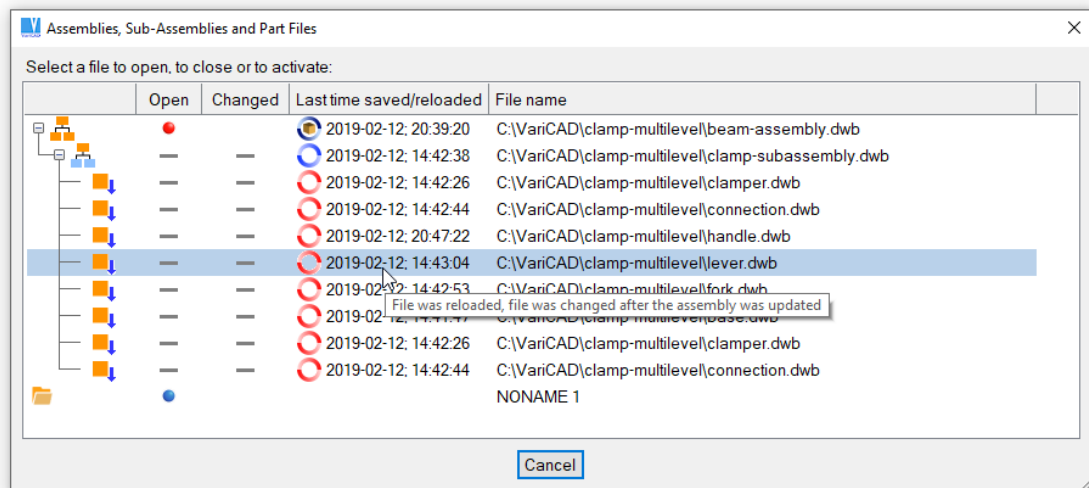 Assemblies, Sub-Assemblies and Part Files
Select a file to open, to close or to activate:
Open Changed Last time saved/reloaded File name
2019-02-12; 20:39:20 C:\VariCAD\clamp-multilevel\beam-assembly.dwb
2019-02-12; 14:42:38 C:\VariCAD\clamp-multilevel\clamp-subassembly.dwb
2019-02-12; 14:42:26 C:\VariCAD\clamp-multilevel\clamper.dwb
2019-02-12; 14:42:44 C:\VariCAD\clamp-multilevel\connection.dwb
2019-02-12; 20:47:22 C:\VariCAD\clamp-multilevel\handle.dwb
2019-02-12; 14:43:04 C:\VariCAD\clamp-multilevel\lever.dwb
2019-02-12; 14:42:53 C:\VariCAD\clamp-multilevel\fork.dwb
File was reloaded, file was changed after the assembly was updated
2019-02-12; 14:41:47 C:\VariCAD\clamp-multilevel\base.dwb
2019-02-12; 14:42:26 C:\VariCAD\clamp-multilevel\clamper.dwb
2019-02-12; 14:42:44 C:\VariCAD\clamp-multilevel\connection.dwb
NONAME 1
Cancel